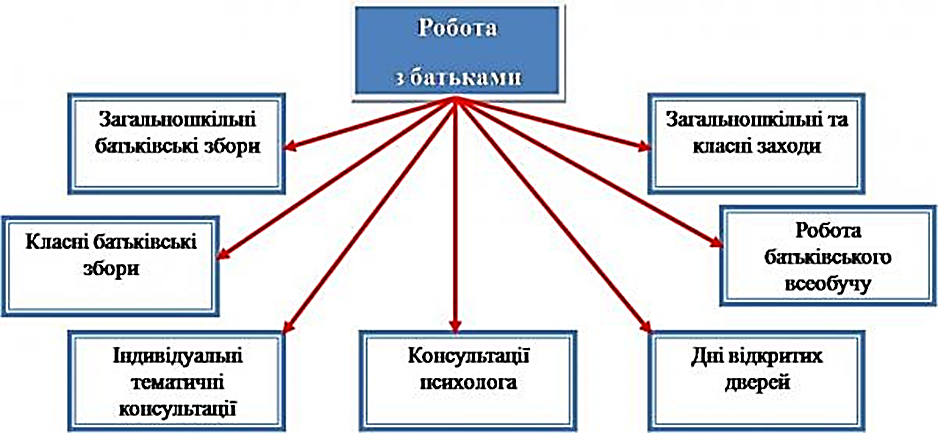 Робота
з батьками
Загальношкільні
батьківські збори
Загальношкільні та
класні заходи
Класні батьківські
збори
Робота
батьківського
всеобучу
Індивідуальні
тематичні
консультації
Консультації
психолога
Дні відкритих
дверей